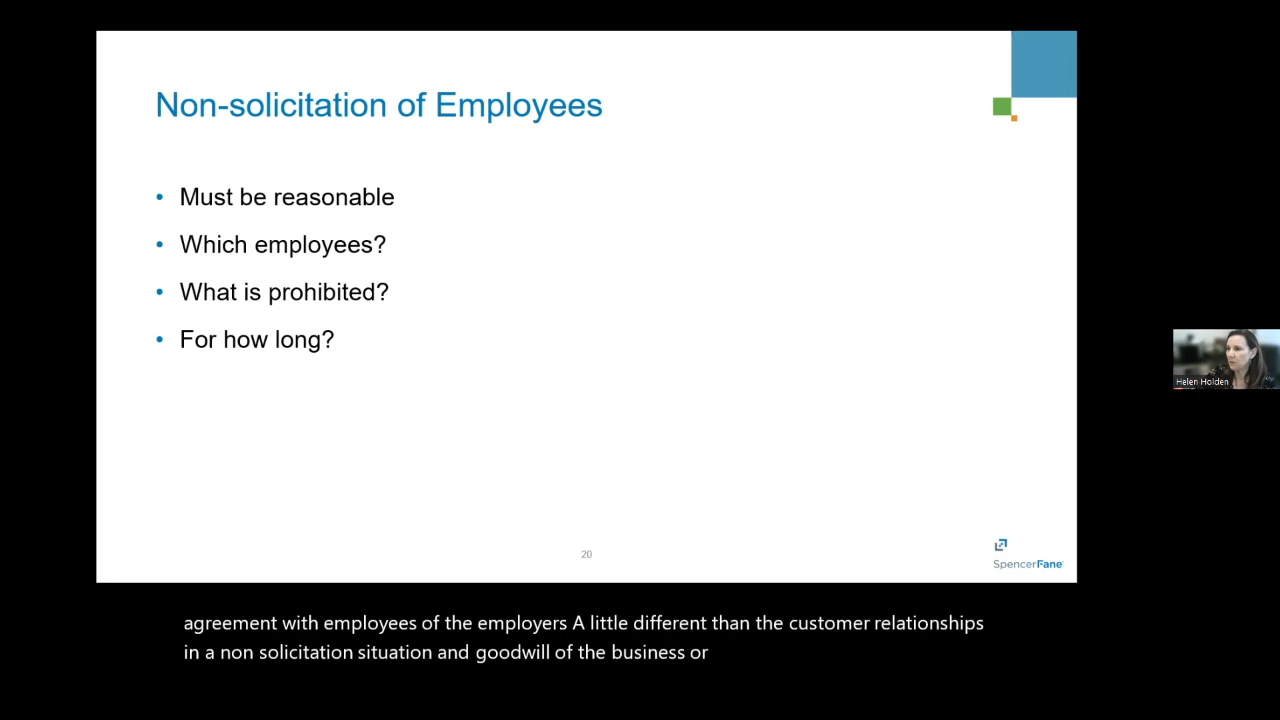 Non-solicitation of Employees
• Must be reasonable
• Which employees?
• What is prohibited?
• For how long?
Helen Holden
20
SpencerFane
agreement with employees of the employers A little different than the customer relationships
in a non solicitation situation and goodwill of the business or